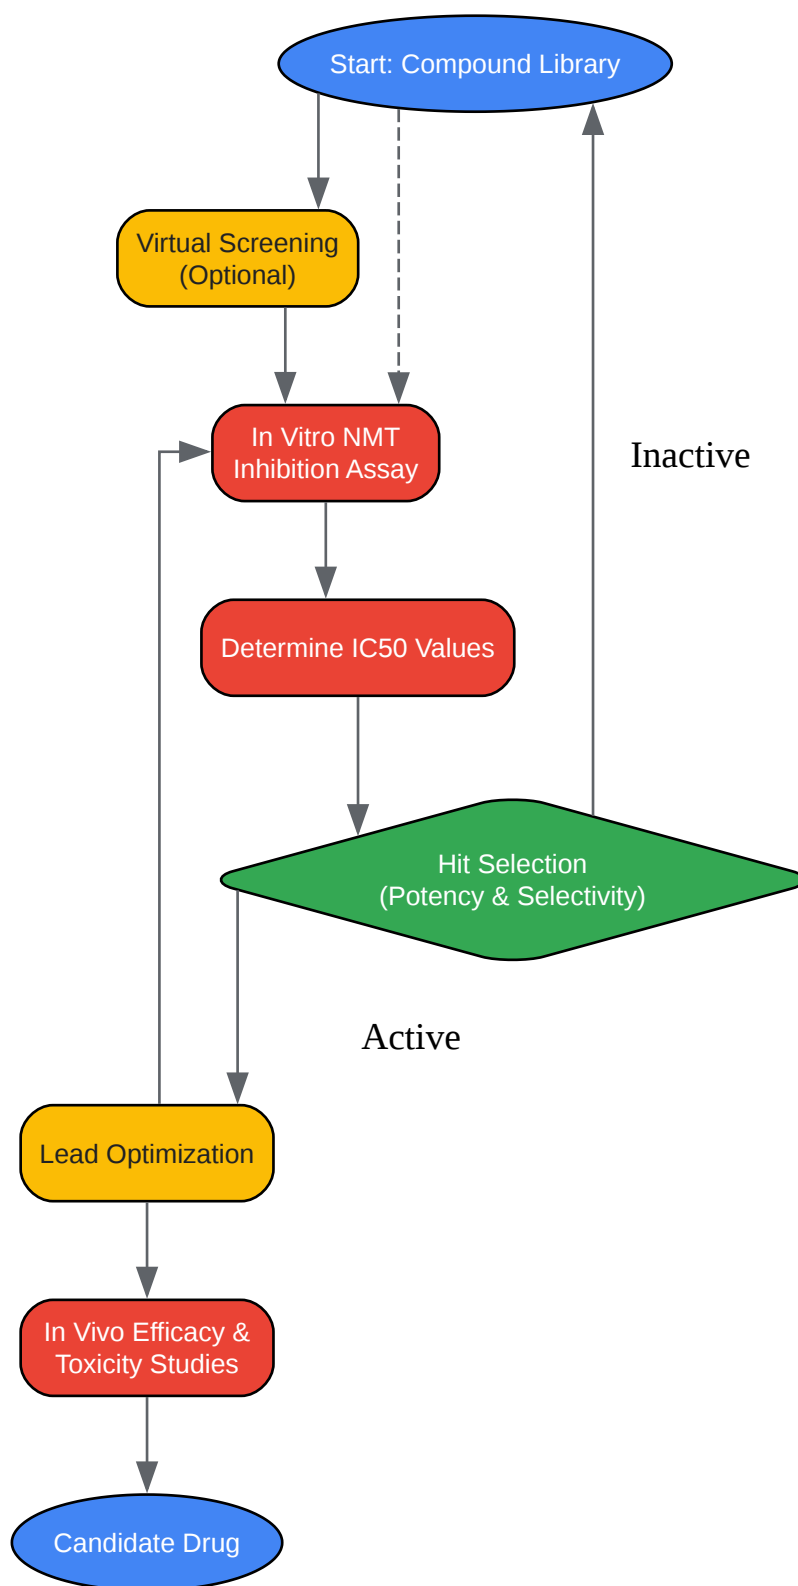 Start: Compound Library
Virtual Screening
(Optional)
In Vitro NMT
Inhibition Assay
Inactive
Determine IC50 Values
Hit Selection
(Potency & Selectivity)
Active
Lead Optimization
In Vivo Efficacy &
Toxicity Studies
Candidate Drug